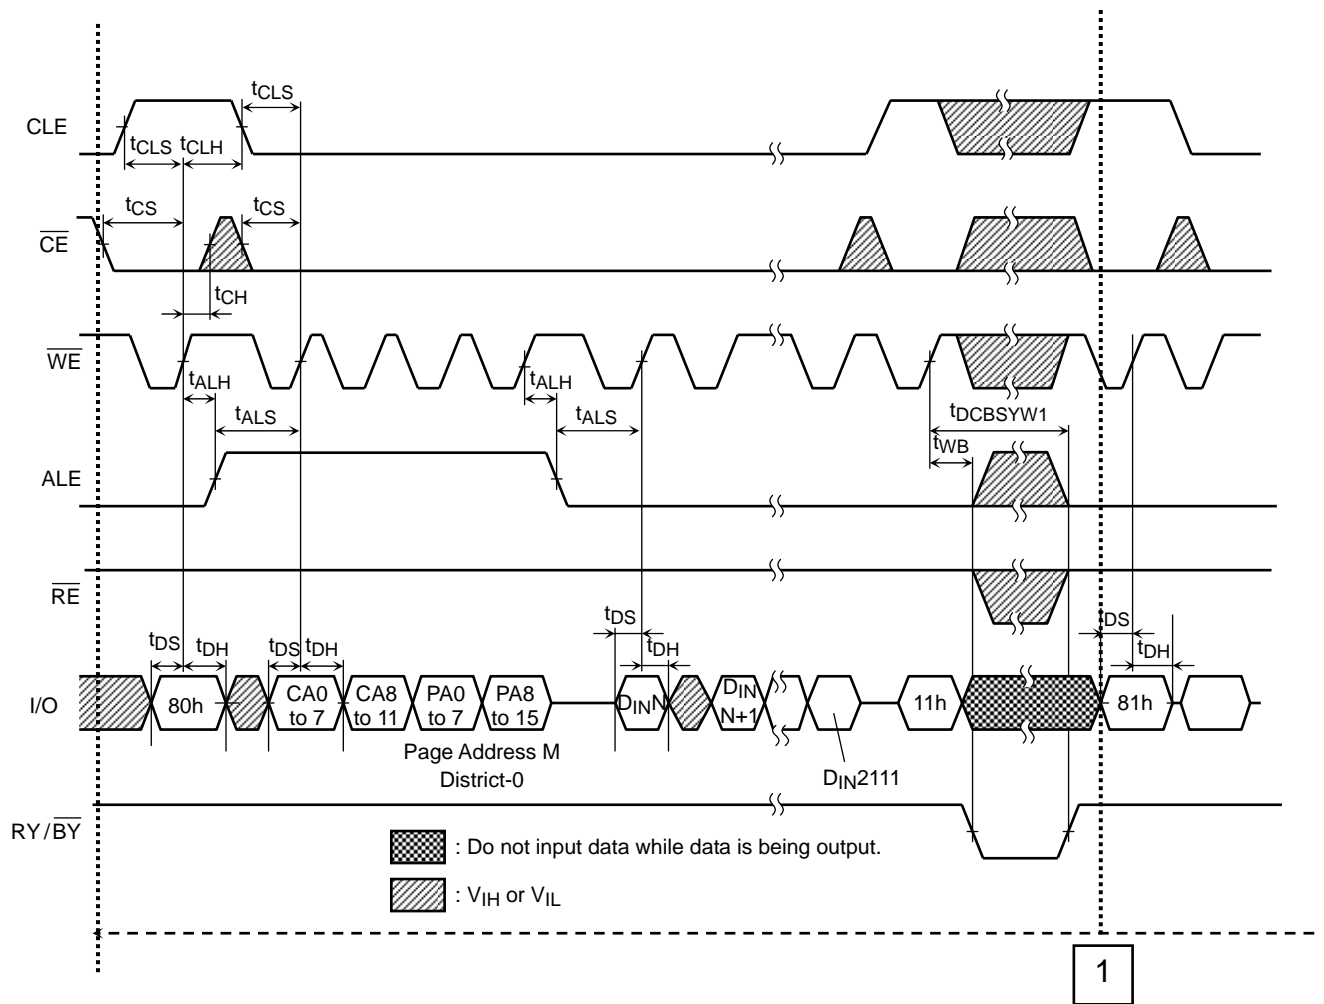 tCLS
CLE
tCLS tCLH
tCS tCS
CE
tCH
WE
tALH tALH
tALS tALS tDCBSYW1
tWB
ALE
RE
tDS tDH tDS tDH tDS tDH DS tDH
I/O
80h
CA0 to 7
CA8 to 11
PA0 to 7
PA8 to 15
DINN
DIN N+1
11h
81h
Page Address M
District-0
DIN2111
RY/BY
: Do not input data while data is being output.
: VIH or VIL
1